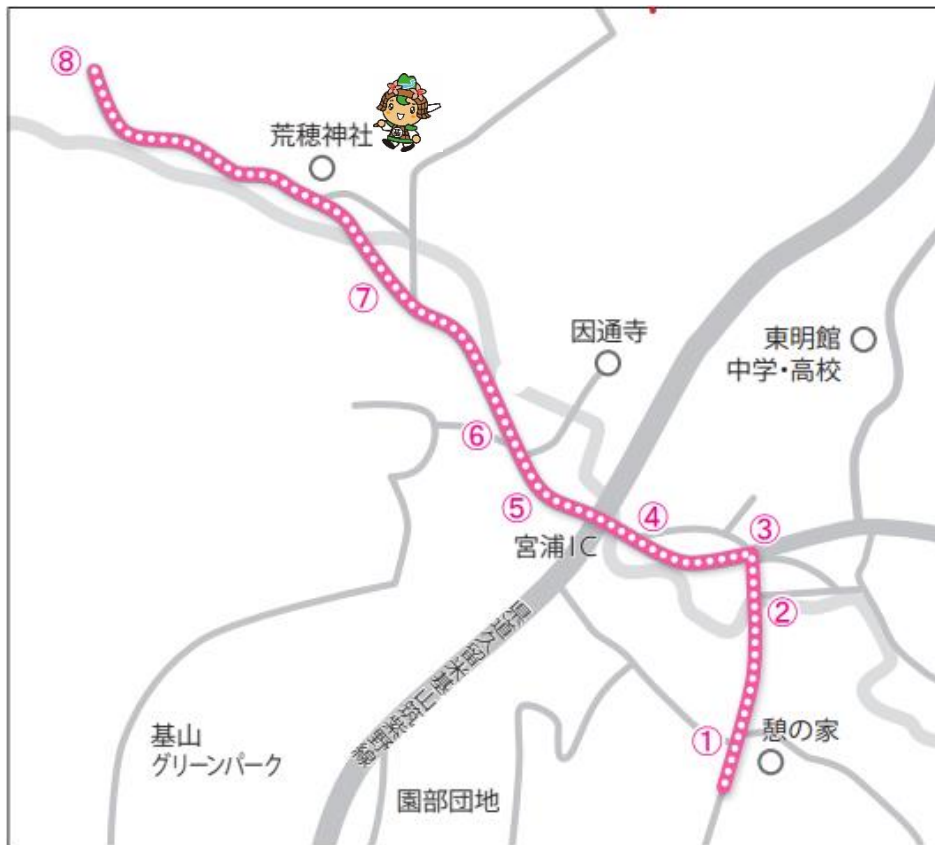 ⑧
荒穂神社
⑦
因通寺
東明館
中学・高校
⑥
⑤
④
③
宮浦IC
②
県道久留米基山筑紫野線
①
憩の家
基山
グリーンパーク
園部団地